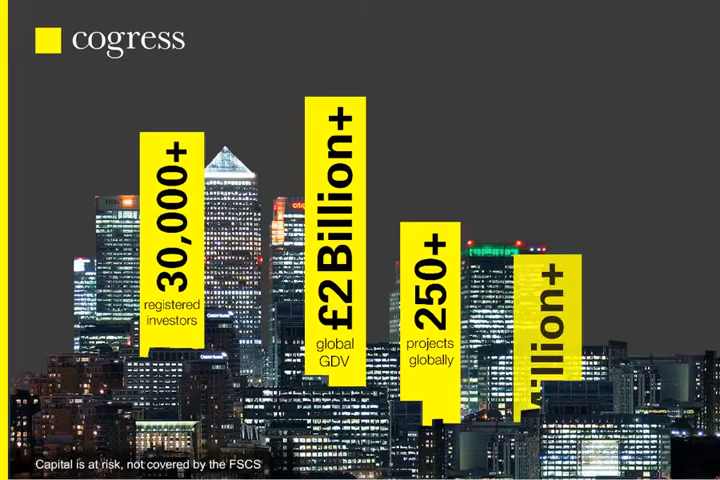 cogress
30,000+
registered
investors
£2Billion+
global
GDV
250+
projects
globally
illion+
Capital is at risk, not covered by the FSCS